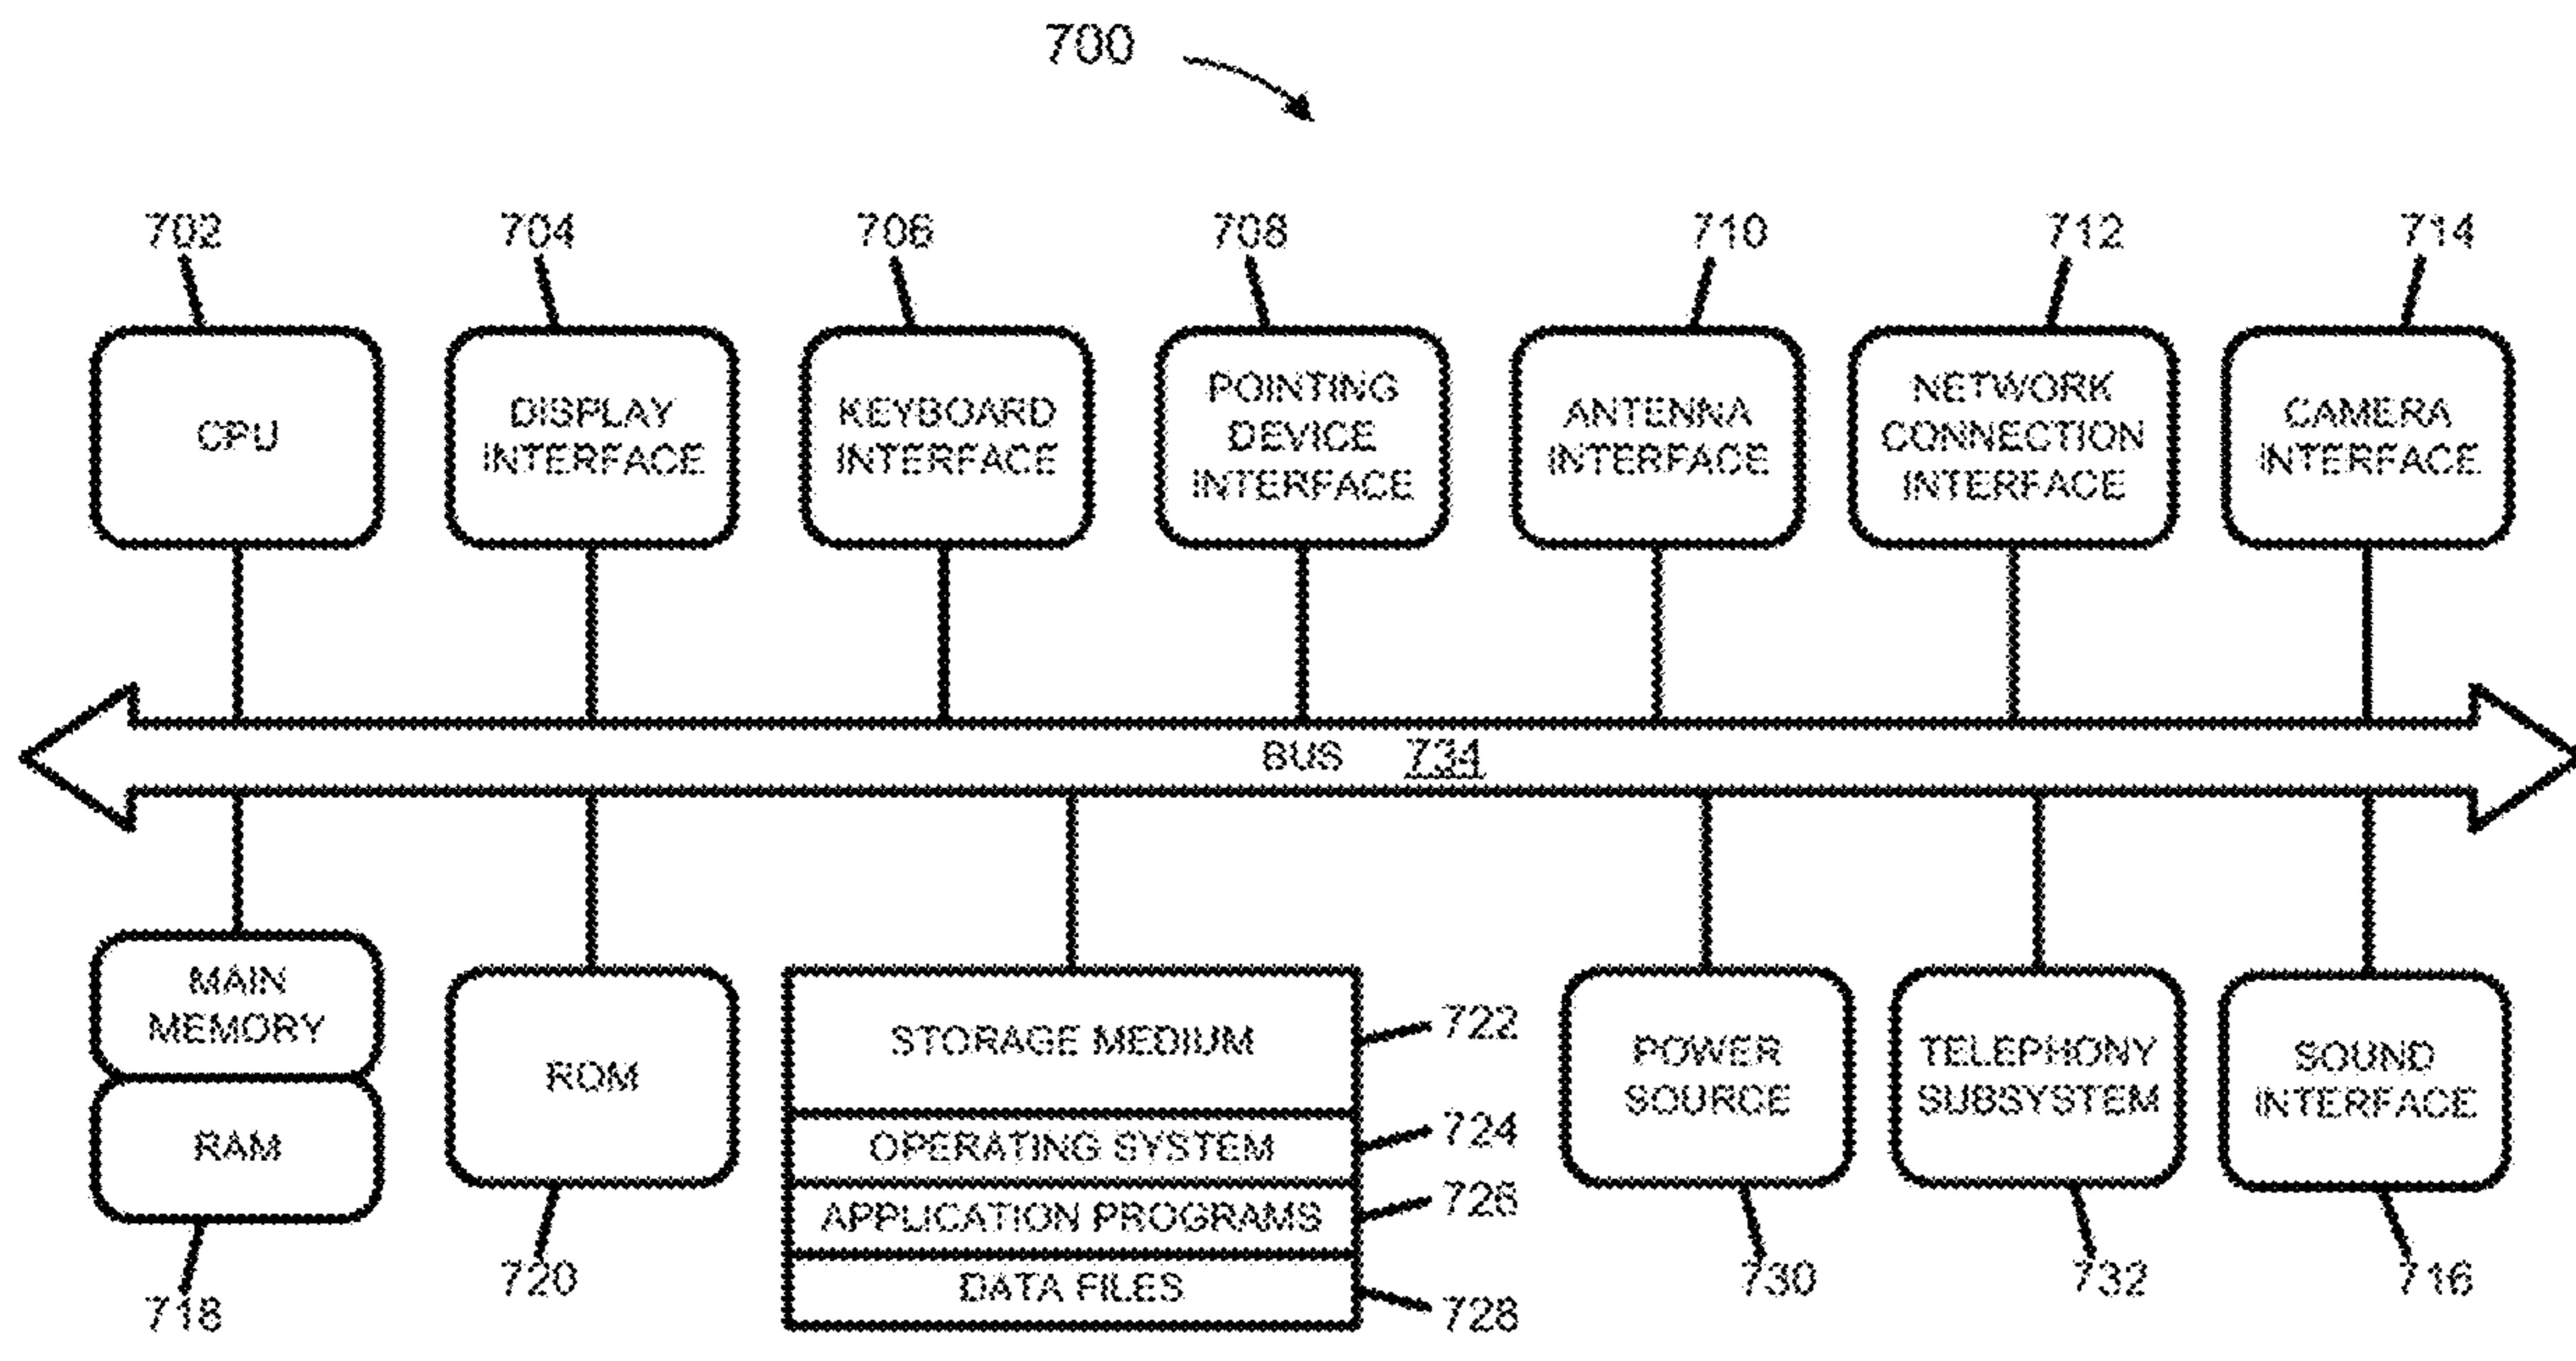 700
702
704
706
708
710
712
714
CPU
DISPLAY
INTERFACE
KEYBOARD
INTERFACE
POINTING
DEVICE
INTERFACE
ANTENNA
INTERFACE
NETWORK
CONNECTION
INTERFACE
CAMERA
INTERFACE
BUS 734
MAIN
MEMORY
RAM
718
ROM
720
STORAGE MEDIUM
722
OPERATING SYSTEM
724
APPLICATION PROGRAMS
726
DATA FILES
728
POWER
SOURCE
730
TELEPHONY
SUBSYSTEM
732
SOUND
INTERFACE
716